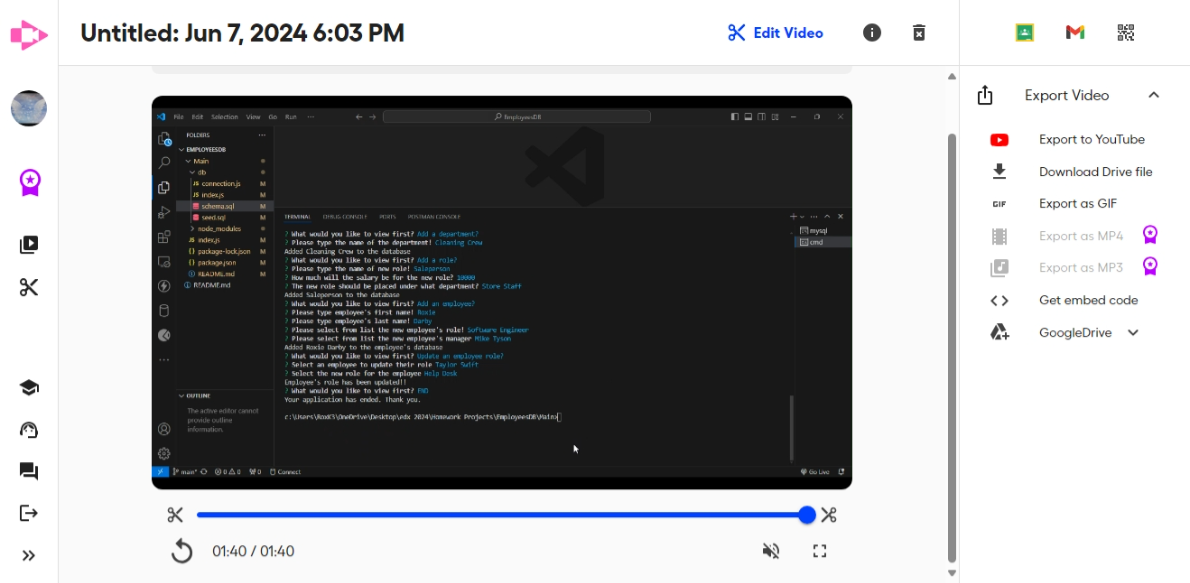 Untitled: Jun 7, 2024 6:03 PM
Edit Video
File Edit Selection View Go Run ···
EmployeesDB
FOLDERS
EMPLOYEESDB
Main
db
JS connection.js M
JS index.js M
schema.sql M
seed.sql M
node_modules
JS index.js M
{} package-lock.json M
{} package.json M
README.md M
README.md
OUTLINE
The active editor cannot
provide outline
information.
TERMINAL DEBUG CONSOLE PORTS POSTMAN CONSOLE
mysql
cmd
? What would you like to view first? Add a department?
? Please type the name of the department! Cleaning Crew
Added Cleaning Crew to the database
? What would you like to view first? Add a role?
? Please type the name of new role! Saleperson
? How much will the salary be for the new role? 10000
? The new role should be placed under what department? Store Staff
Added Saleperson to the database
? What would you like to view first? Add an employee?
? Please type employee's first name! Roxie
? Please type employee's last name! Darby
? Please select from list the new employee's role! Software Engineer
? Please select from list the new employee's manager Mike Tyson
Added Roxie Darby to the employee's database
? What would you like to view first? Update an employee role?
? Select an employee to update their role Taylor Swift
? Select the new role for the employee Help Desk
Employee's role has been updated!!
? What would you like to view first? END
Your application has ended. Thank you.
c:\Users\RoxC3\OneDrive\Desktop\edx 2024\Homework Projects\EmployeesDB\Main>
main* 0 0 0 Connect
Go Live
01:40 / 01:40
Export Video
Export to YouTube
Download Drive file
GIF Export as GIF
Export as MP4
Export as MP3
Get embed code
GoogleDrive